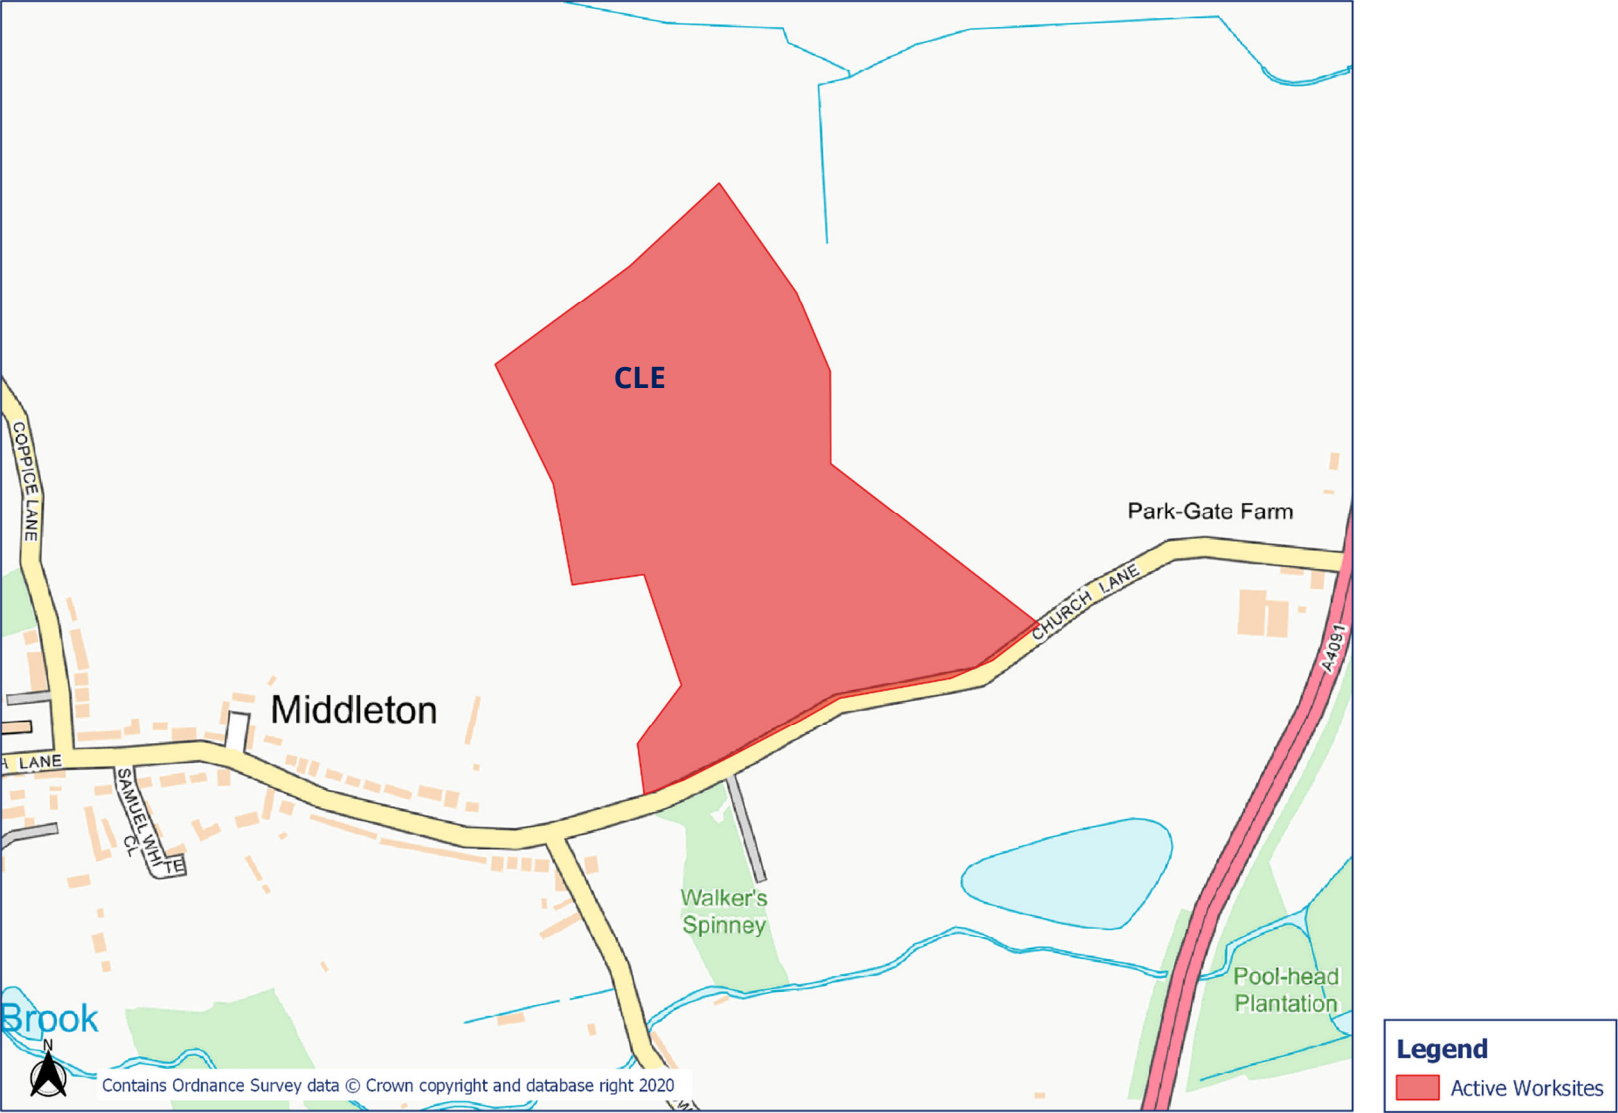 CLE
COPPICE LANE
Park-Gate Farm
CHURCH LANE
A4091
Middleton
H LANE
SAMUEL WHITE
CL
Walker's
Spinney
Pool-head
Plantation
Brook
N
Contains Ordnance Survey data © Crown copyright and database right 2020
Legend
Active Worksites